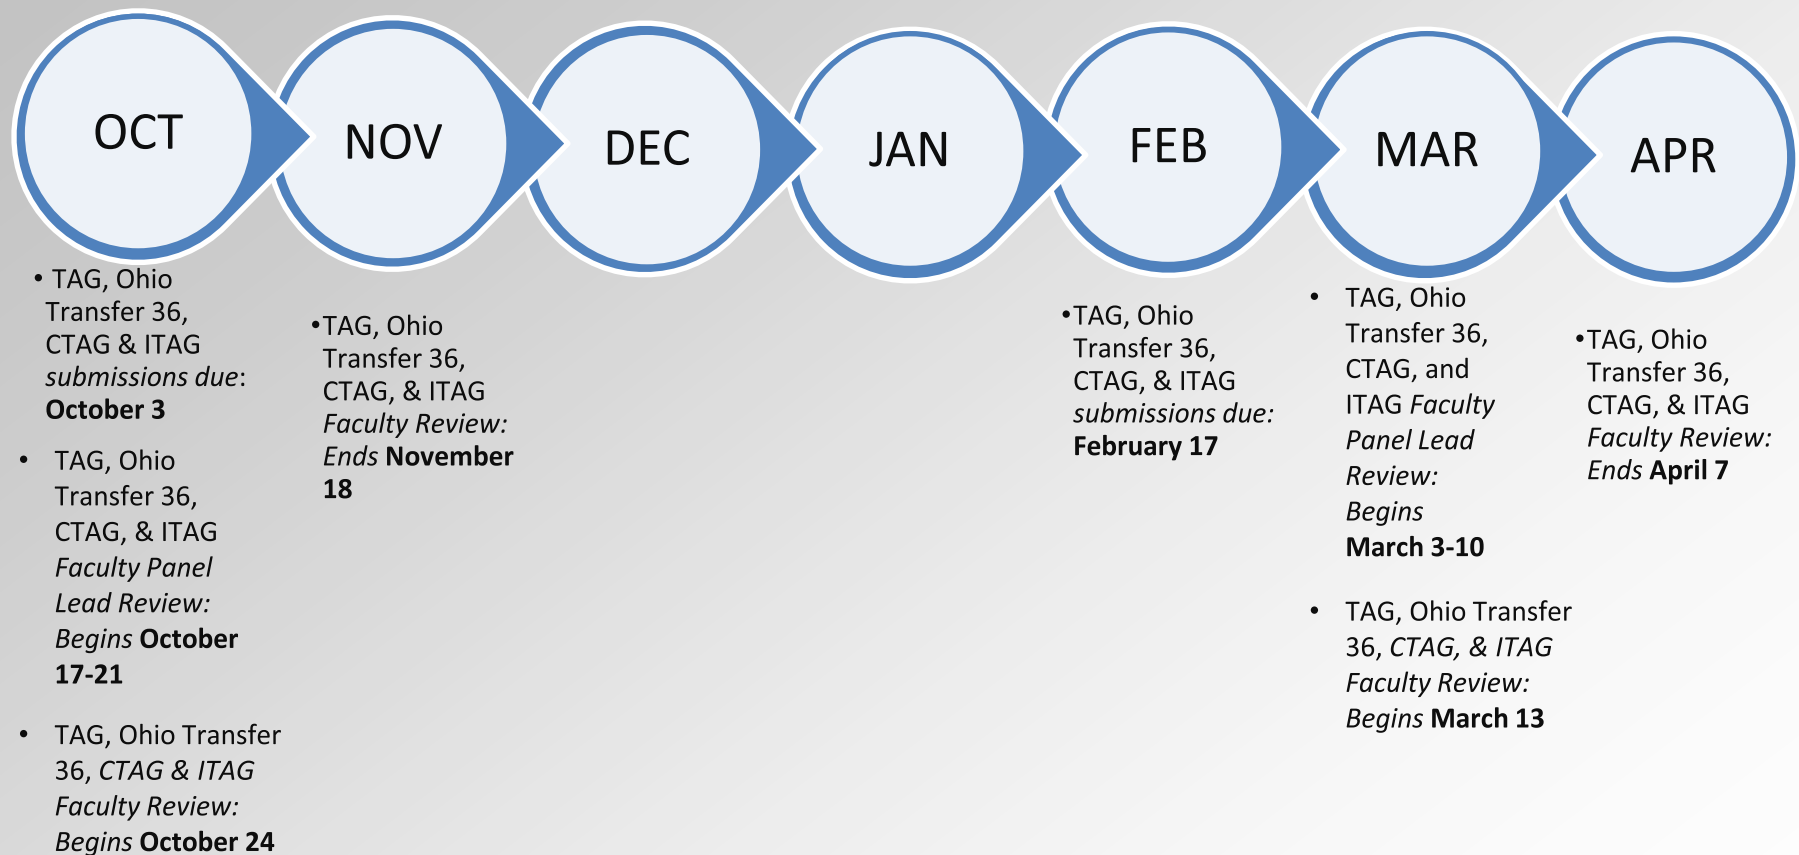 OCT
NOV
DEC
JAN
FEB
MAR
APR
• TAG, Ohio
Transfer 36,
CTAG & ITAG
submissions due:
October 3
• TAG, Ohio
Transfer 36,
CTAG, & ITAG
Faculty Panel
Lead Review:
Begins October
17-21
• TAG, Ohio Transfer
36, CTAG & ITAG
Faculty Review:
Begins October 24
•TAG, Ohio
Transfer 36,
CTAG, & ITAG
Faculty Review:
Ends November
18
•TAG, Ohio
Transfer 36,
CTAG, & ITAG
submissions due:
February 17
• TAG, Ohio
Transfer 36,
CTAG, and
ITAG Faculty
Panel Lead
Review:
Begins
March 3-10
• TAG, Ohio Transfer
36, CTAG, & ITAG
Faculty Review:
Begins March 13
•TAG, Ohio
Transfer 36,
CTAG, & ITAG
Faculty Review:
Ends April 7